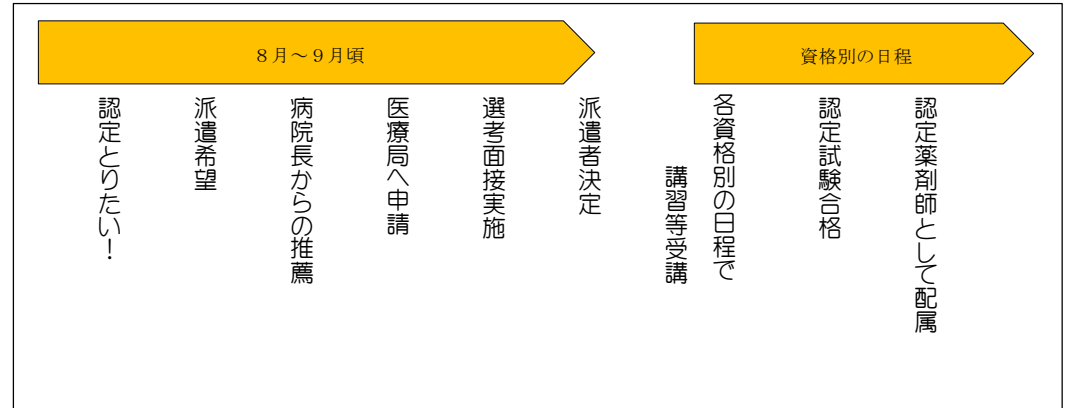 ８月～９月頃
資格別の日程
認定とりたい！
派遣希望
病院長からの推薦
医療局へ申請
選考面接実施
派遣者決定
各資格別の日程で
講習等受講
認定試験合格
認定薬剤師として配属